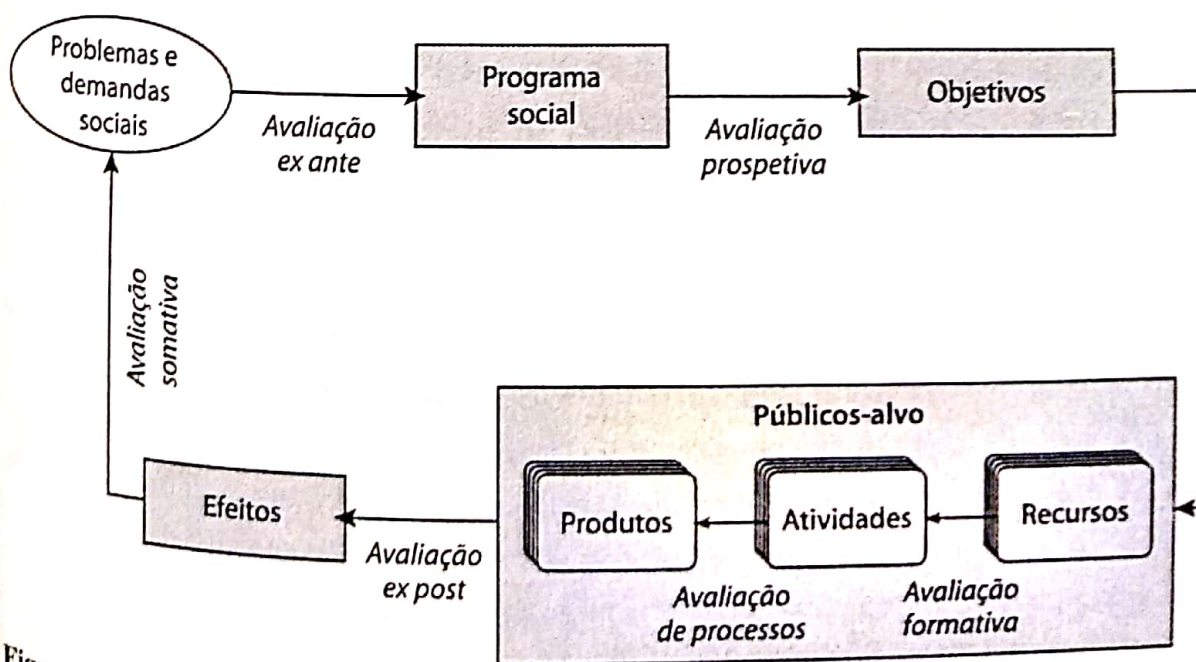 Problemas e
demandas
sociais
Avaliação
ex ante
Programa
social
Avaliação
prospetiva
Objetivos
Avaliação
somativa
Públicos-alvo
Efeitos
Avaliação
ex post
Produtos
Atividades
Recursos
Avaliação
de processos
Avaliação
formativa